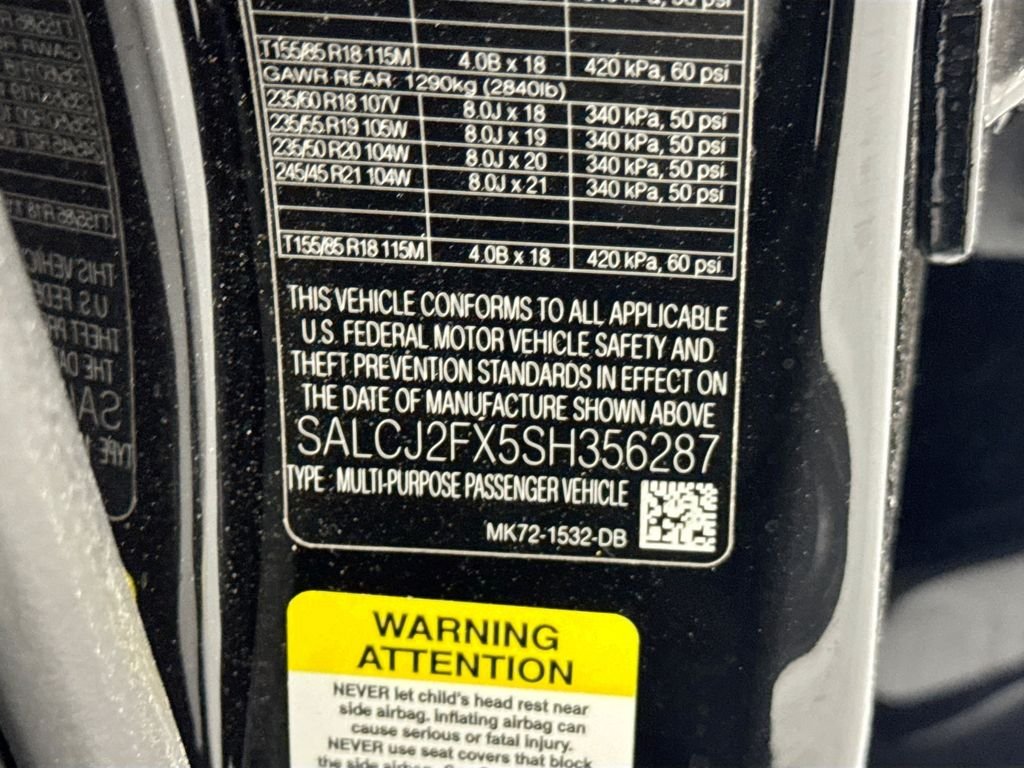 T155/85 R18 115M 4.0B x 18 420 kPa, 60 psi
GAWR REAR: 1290kg (2840lb)
235/60 R18 107V 8.0J x 18 340 kPa, 50 psi
235/55 R19 105W 8.0J x 19 340 kPa, 50 psi
235/50 R20 104W 8.0J x 20 340 kPa, 50 psi
245/45 R21 104W 8.0J x 21 340 kPa, 50 psi
T155/85 R18 115M 4.0B x 18 420 kPa, 60 psi
THIS VEHICLE CONFORMS TO ALL APPLICABLE
U.S. FEDERAL MOTOR VEHICLE SAFETY AND
THEFT PREVENTION STANDARDS IN EFFECT ON
THE DATE OF MANUFACTURE SHOWN ABOVE
SALCJ2FX5SH356287
TYPE: MULTI-PURPOSE PASSENGER VEHICLE
MK72-1532-DB
WARNING
ATTENTION
NEVER let child's head rest near
side airbag. Inflating airbag can
cause serious or fatal injury.
NEVER use seat covers that block
the side